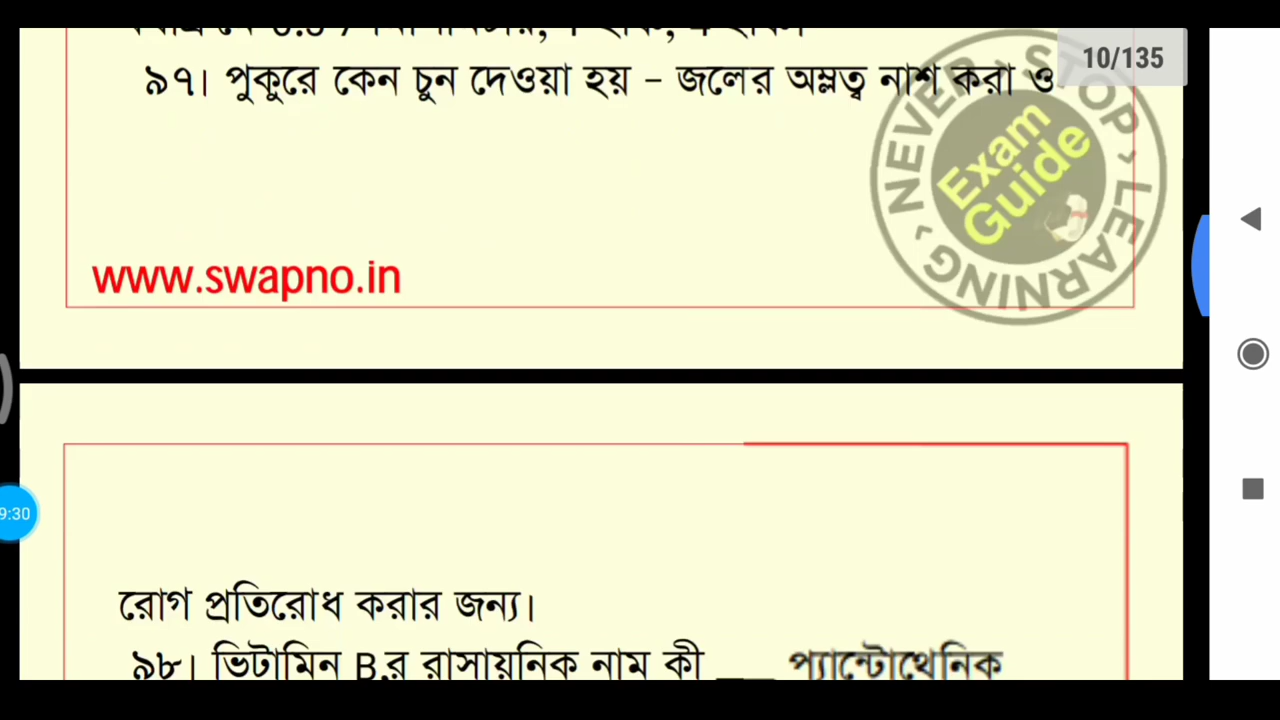 10/135
৯৭। পুকুরে কেন চুন দেওয়া হয় – জলের অম্লত্ব নাশ করা ও
NEVER STOP LEARNING
Exam
Guide
www.swapno.in
9:30
রোগ প্রতিরোধ করার জন্য।
৯৮। ভিটামিন B র রাসায়নিক নাম কী ___ প্যান্টোথেনিক